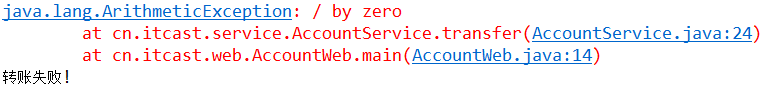 java.lang.ArithmeticException: / by zero
at cn.itcast.service.AccountService.transfer(AccountService.java:24)
at cn.itcast.web.AccountWeb.main(AccountWeb.java:14)
转账失败!